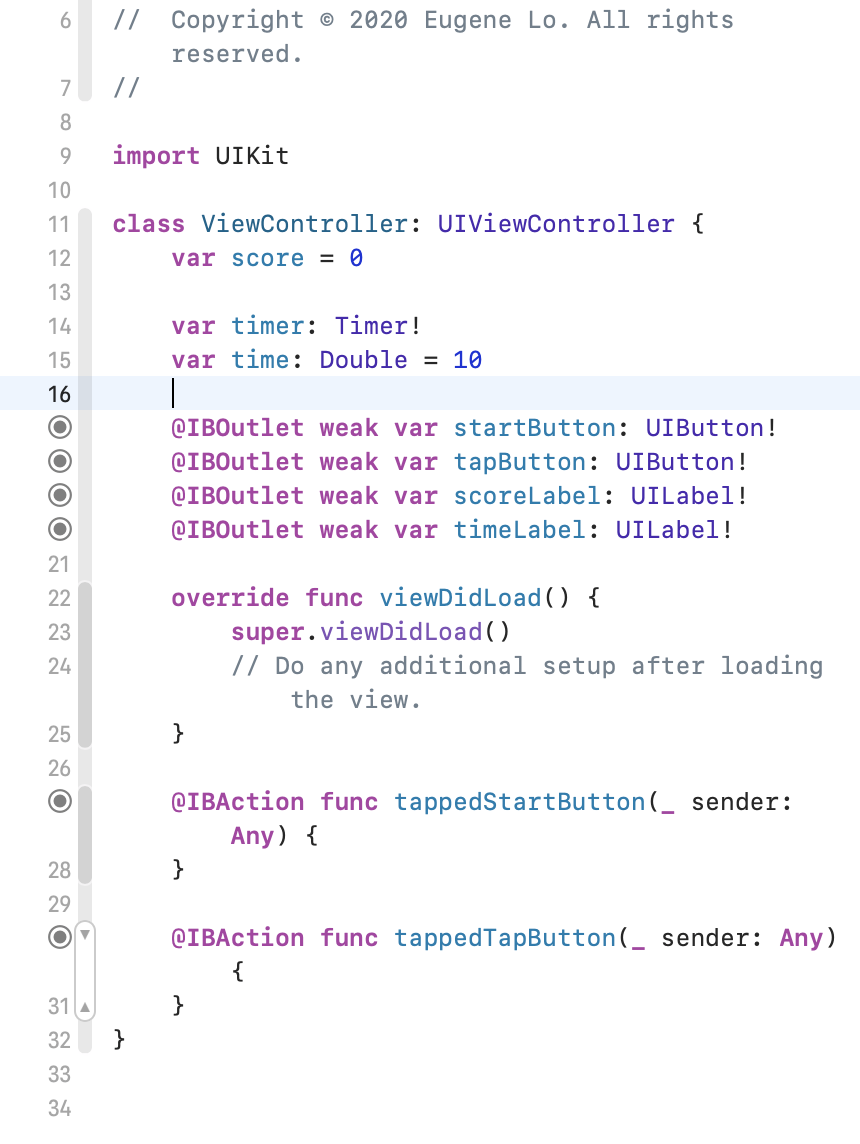 6 //  Copyright © 2020 Eugene Lo. All rights
reserved.
7 //
8
9 import UIKit
10
11 class ViewController: UIViewController {
12     var score = 0
13
14     var timer: Timer!
15     var time: Double = 10
16
@IBOutlet weak var startButton: UIButton!
@IBOutlet weak var tapButton: UIButton!
@IBOutlet weak var scoreLabel: UILabel!
@IBOutlet weak var timeLabel: UILabel!
21
22     override func viewDidLoad() {
23         super.viewDidLoad()
24         // Do any additional setup after loading
the view.
25     }
26
@IBAction func tappedStartButton(_ sender:
Any) {
28     }
29
@IBAction func tappedTapButton(_ sender: Any)
{
31     }
32 }
33
34